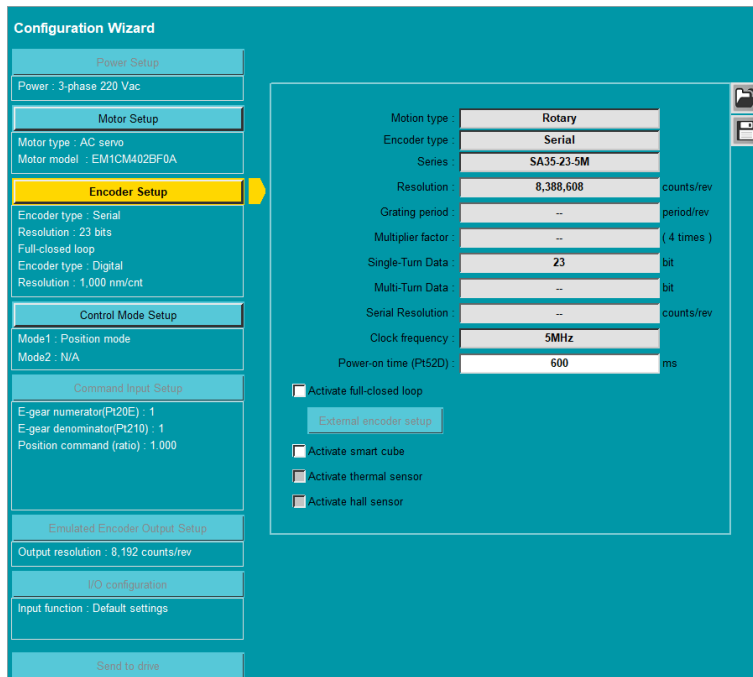 Configuration Wizard
Power Setup
Power : 3-phase 220 Vac
Motor Setup
Motor type : AC servo
Motor model : EM1CM402BF0A
Encoder Setup
Encoder type : Serial
Resolution : 23 bits
Full-closed loop
Encoder type : Digital
Resolution : 1,000 nm/cnt
Control Mode Setup
Mode1 : Position mode
Mode2 : N/A
Command Input Setup
E-gear numerator(Pt20E) : 1
E-gear denominator(Pt210) : 1
Position command (ratio) : 1.000
Emulated Encoder Output Setup
Output resolution : 8,192 counts/rev
I/O configuration
Input function : Default settings
Send to drive
Motion type : Rotary
Encoder type : Serial
Series : SA35-23-5M
Resolution : 8,388,608 counts/rev
Grating period : -- period/rev
Multiplier factor : -- ( 4 times )
Single-Turn Data : 23 bit
Multi-Turn Data : -- bit
Serial Resolution : -- counts/rev
Clock frequency : 5MHz
Power-on time (Pt52D) : 600 ms
Activate full-closed loop
External encoder setup
Activate smart cube
Activate thermal sensor
Activate hall sensor